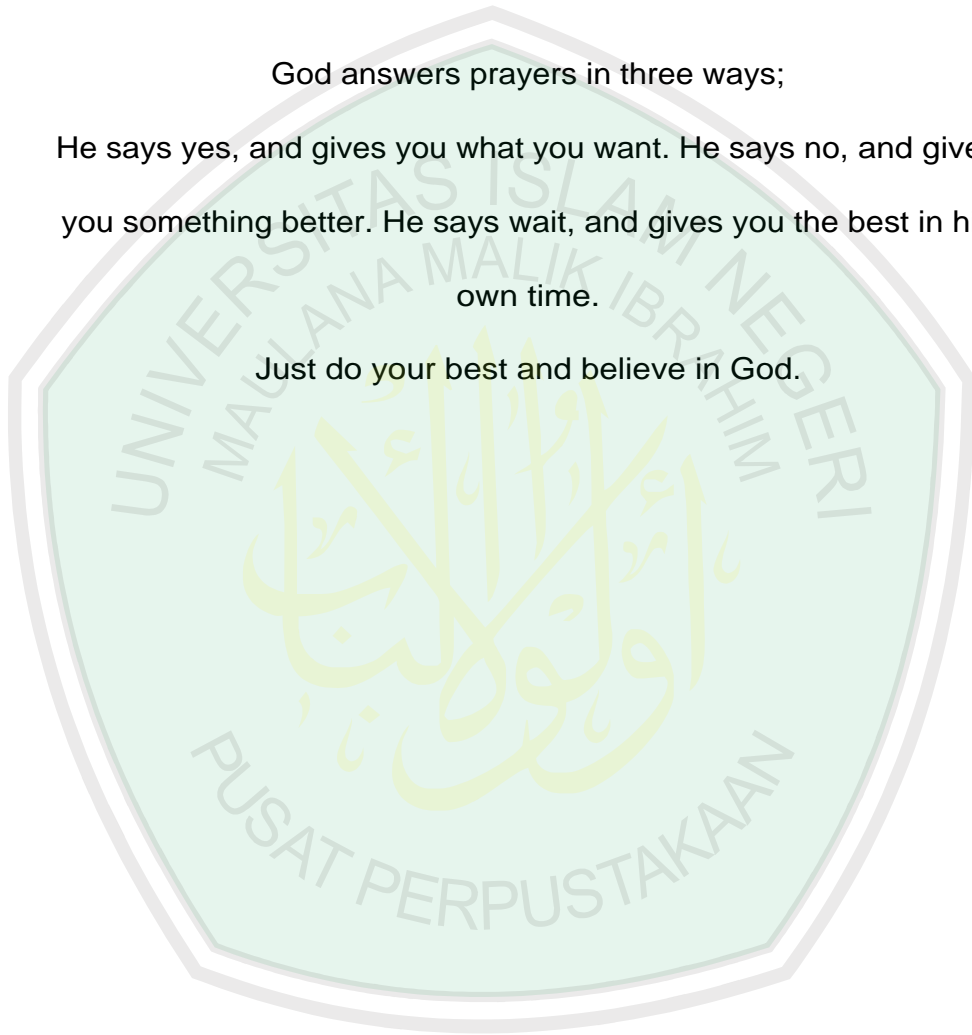 God answers prayers in three ways;
He says yes, and gives you what you want. He says no, and give
you something better. He says wait, and gives you the best in h
own time.
Just do your best and believe in God.
UNIVERSITAS ISLAM NEGERI
MAULANA MALIK IBRAHIM
أولوا الألباب
PUSAT PERPUSTAKAAN